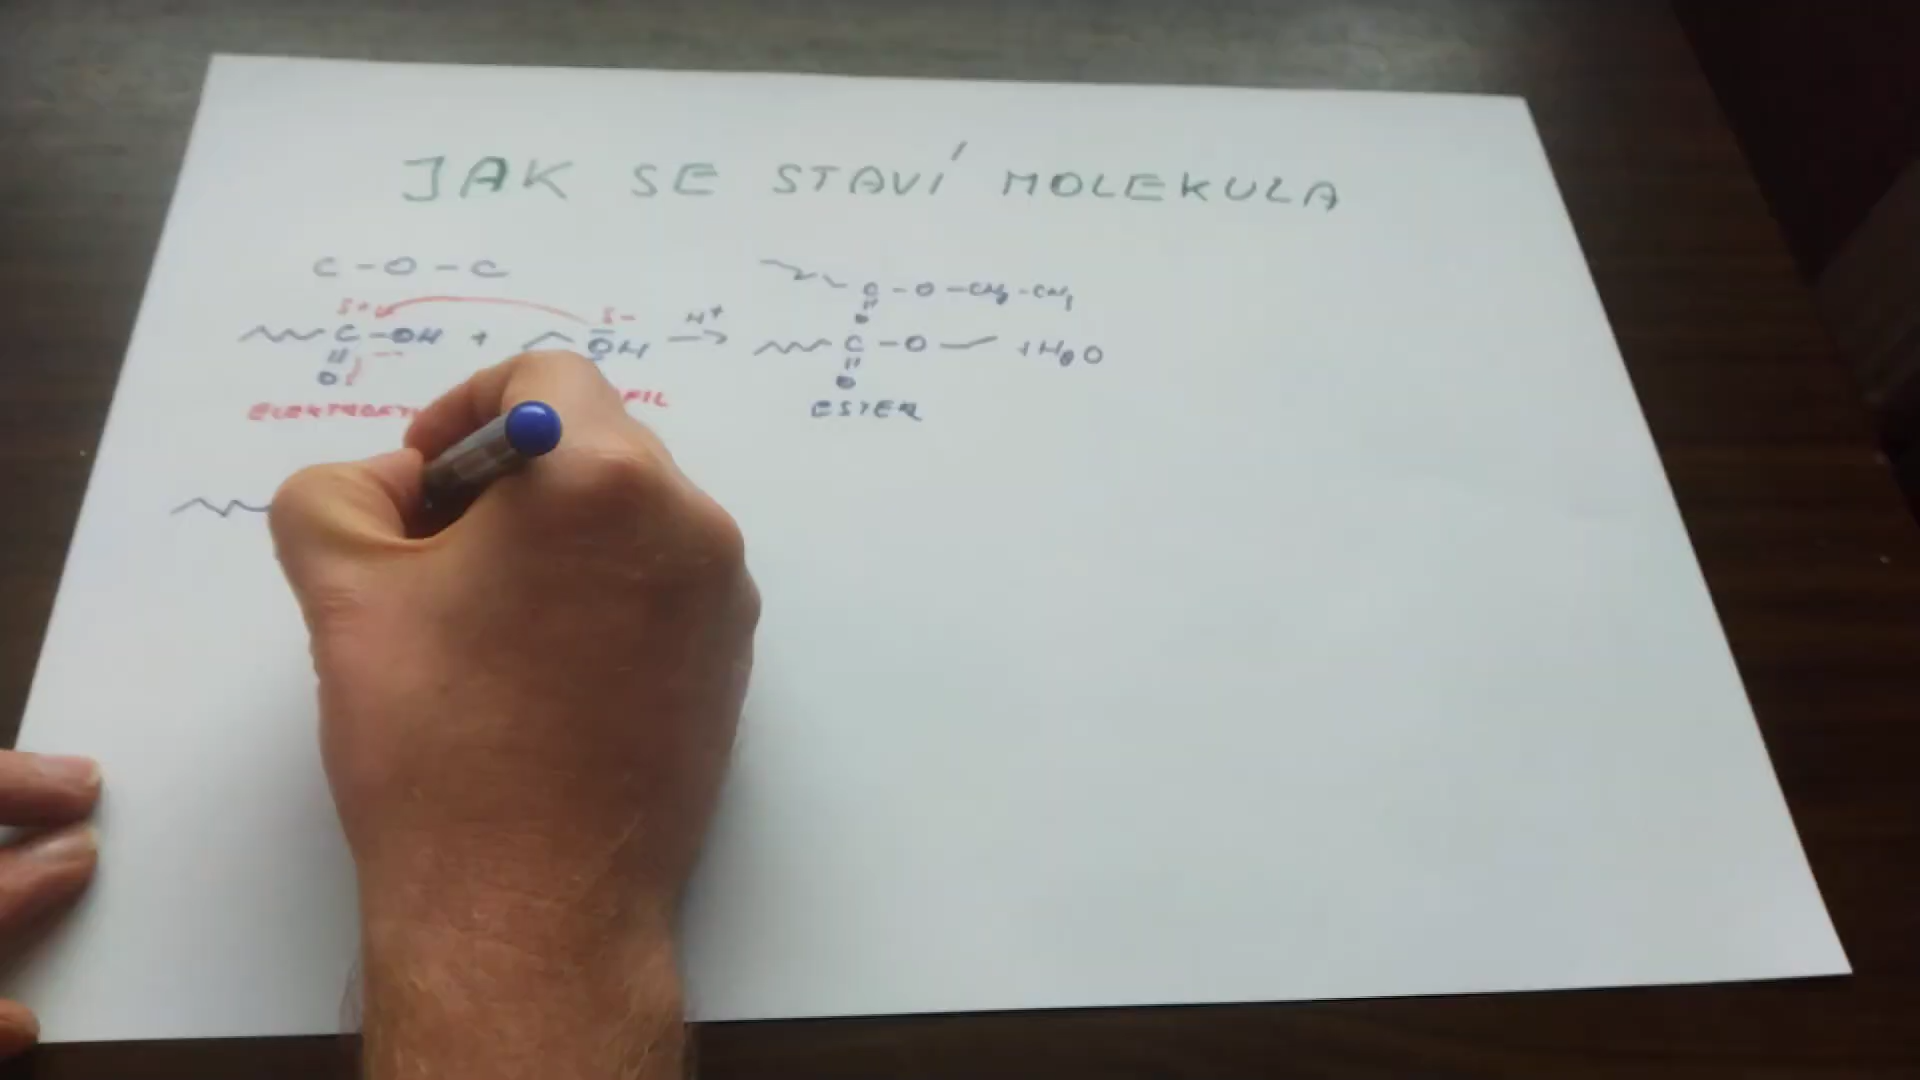 JAK SE STAVÍ MOLEKULA
C - O - C
C - O - CH2 - CH3
O
δ+ δ- H+
C - OH + OH C - O + H2O
O O
ESTER